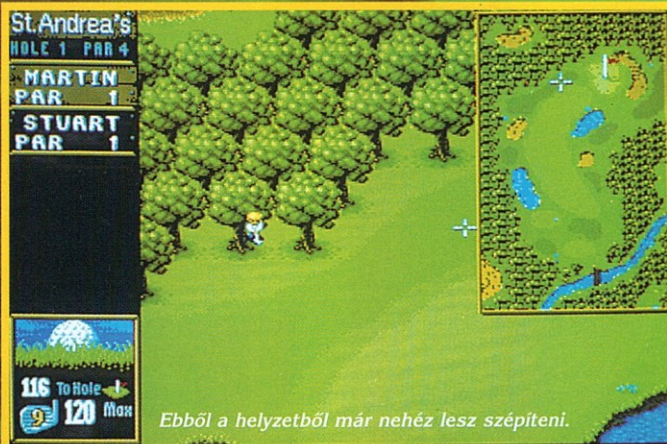 St.Andrea's
HOLE 1 PAR 4
MARTIN
PAR 1
STUART
PAR 1
116 To Hole
9 120 Max
Ebből a helyzetből már nehéz lesz szépíteni.